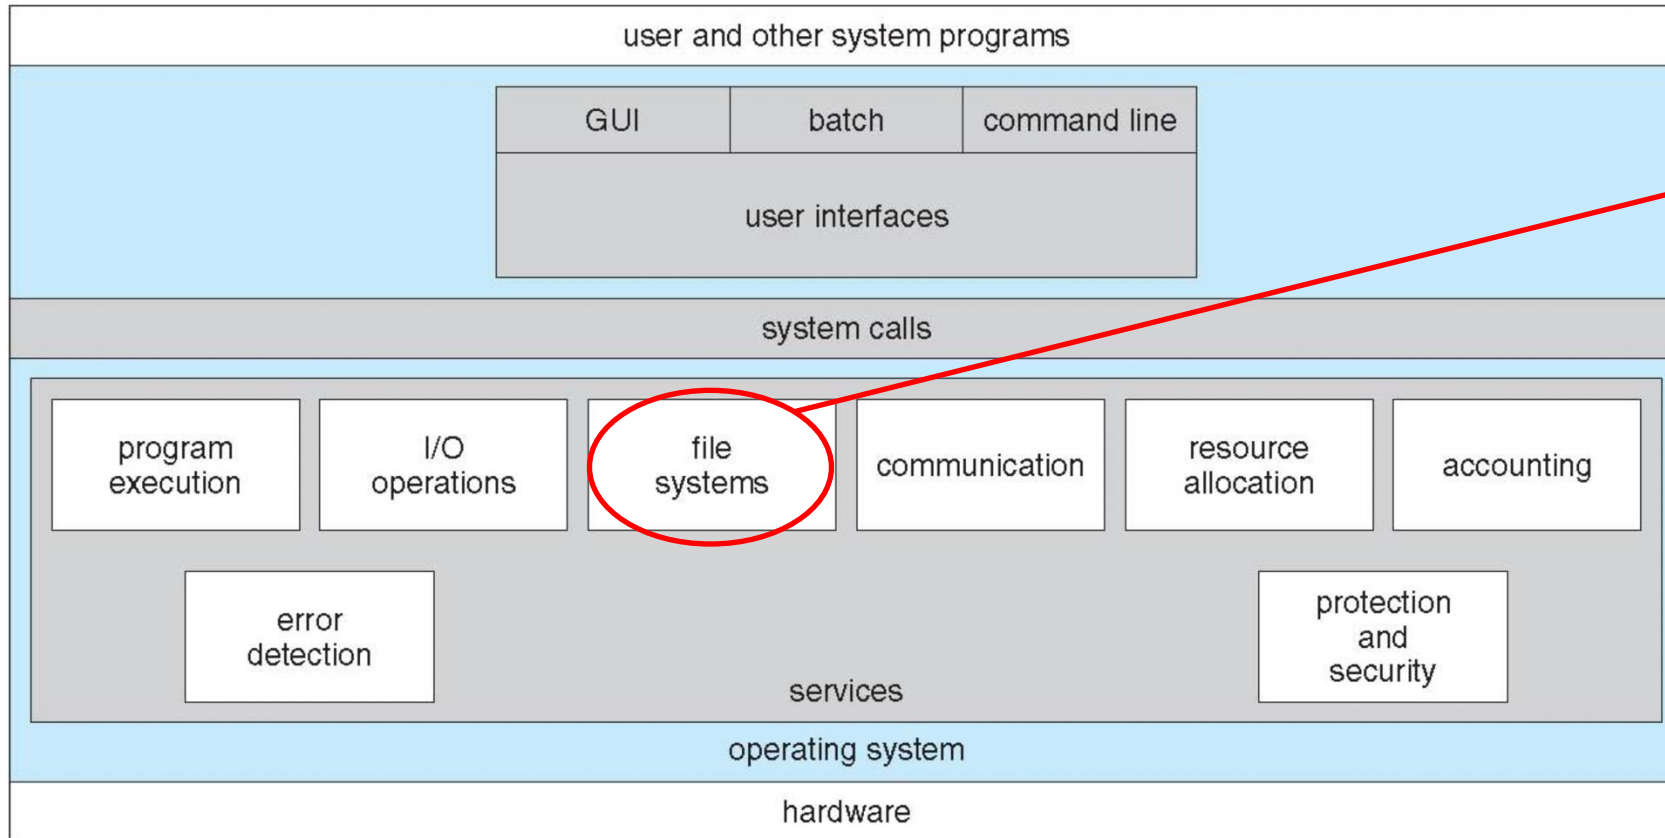 user and other system programs
GUI
batch
command line
user interfaces
system calls
program
execution
I/O
operations
file
systems
communication
resource
allocation
accounting
error
detection
protection
and
security
services
operating system
hardware